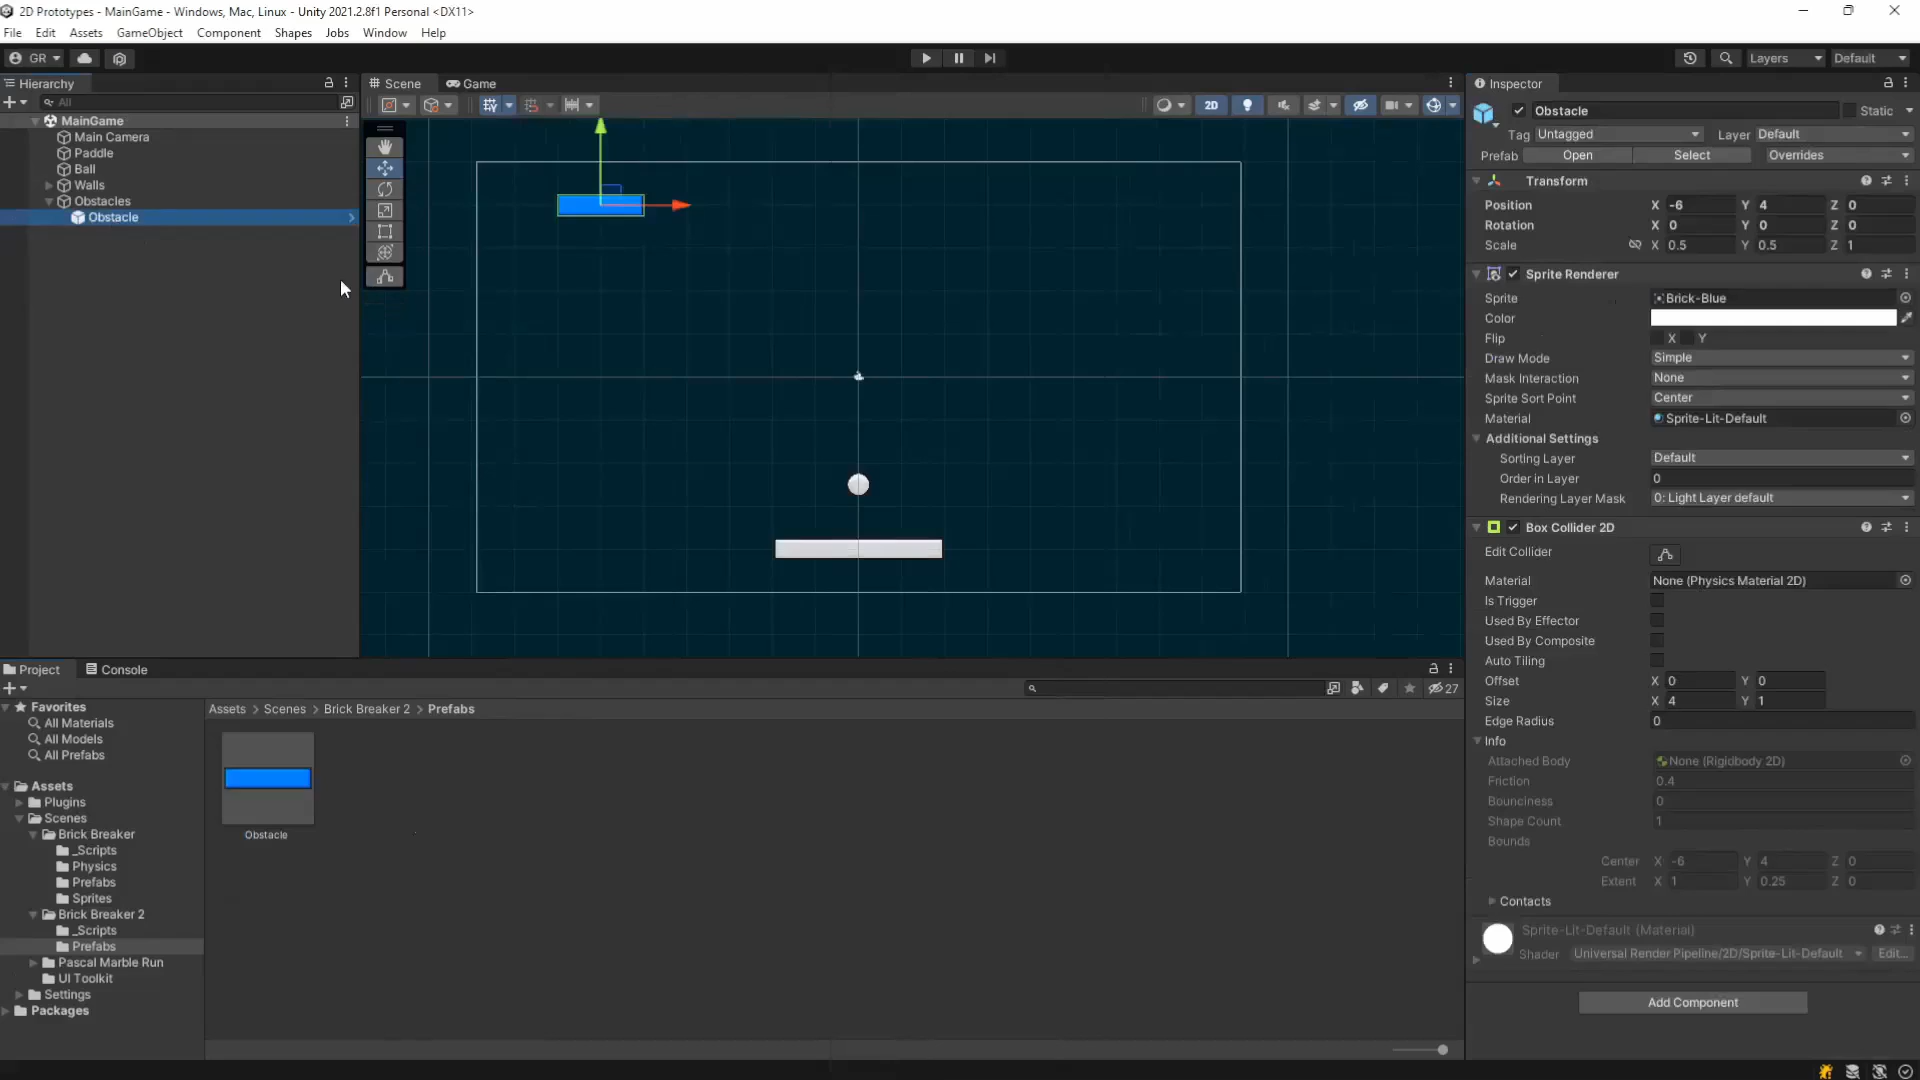 2D Prototypes - MainGame - Windows, Mac, Linux - Unity 2021.2.8f1 Personal <DX11>
File Edit Assets GameObject Component Shapes Jobs Window Help
GR Layers Default
Hierarchy
All
MainGame
Main Camera
Paddle
Ball
Walls
Obstacles
Obstacle
Scene Game
2D
Inspector
Obstacle Static
Tag Untagged Layer Default
Prefab Open Select Overrides
Transform
Position X -6 Y 4 Z 0
Rotation X 0 Y 0 Z 0
Scale X 0.5 Y 0.5 Z 1
Sprite Renderer
Sprite Brick-Blue
Color
Flip X Y
Draw Mode Simple
Mask Interaction None
Sprite Sort Point Center
Material Sprite-Lit-Default
Additional Settings
Sorting Layer Default
Order in Layer 0
Rendering Layer Mask 0: Light Layer default
Box Collider 2D
Edit Collider
Material None (Physics Material 2D)
Is Trigger
Used By Effector
Used By Composite
Auto Tiling
Offset X 0 Y 0
Size X 4 Y 1
Edge Radius 0
Info
Attached Body None (Rigidbody 2D)
Friction 0.4
Bounciness 0
Shape Count 1
Bounds
Center X -6 Y 4 Z 0
Extent X 1 Y 0.25 Z 0
Contacts
Sprite-Lit-Default (Material)
Shader Universal Render Pipeline/2D/Sprite-Lit-Default Edit...
Add Component
Project Console
27
Favorites
All Materials
All Models
All Prefabs
Assets
Plugins
Scenes
Brick Breaker
_Scripts
Physics
Prefabs
Sprites
Brick Breaker 2
_Scripts
Prefabs
Pascal Marble Run
UI Toolkit
Settings
Packages
Assets > Scenes > Brick Breaker 2 > Prefabs
Obstacle